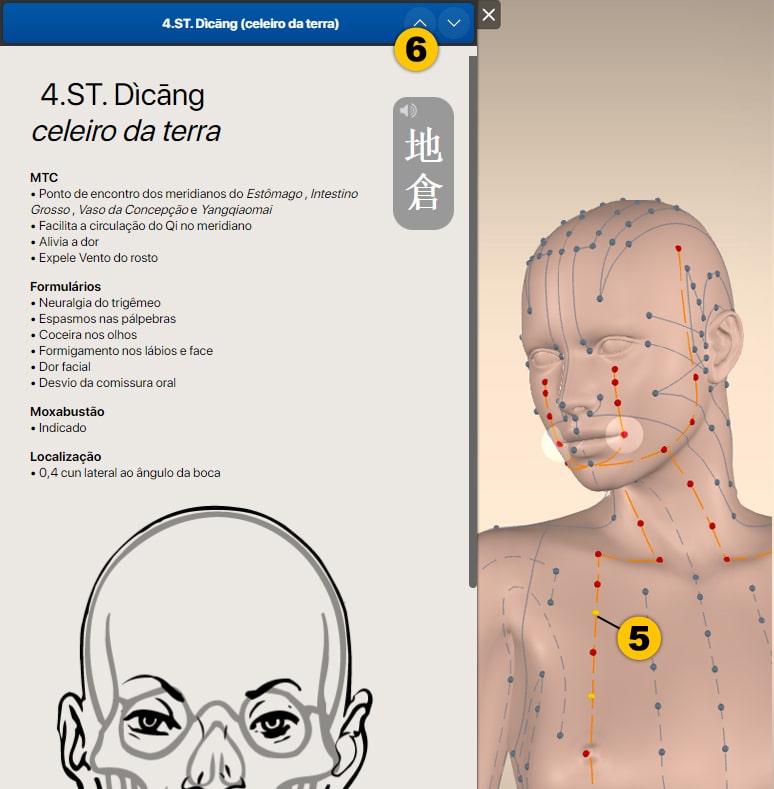 4.ST. Dìcāng (celeiro da terra)
6
4.ST. Dìcāng
celeiro da terra
地
倉
MTC
• Ponto de encontro dos meridianos do Estômago , Intestino
Grosso , Vaso da Concepção e Yangqiaomai
• Facilita a circulação do Qi no meridiano
• Alivia a dor
• Expele Vento do rosto
Formulários
• Neuralgia do trigêmeo
• Espasmos nas pálpebras
• Coceira nos olhos
• Formigamento nos lábios e face
• Dor facial
• Desvio da comissura oral
Moxabustão
• Indicado
Localização
• 0,4 cun lateral ao ângulo da boca
5